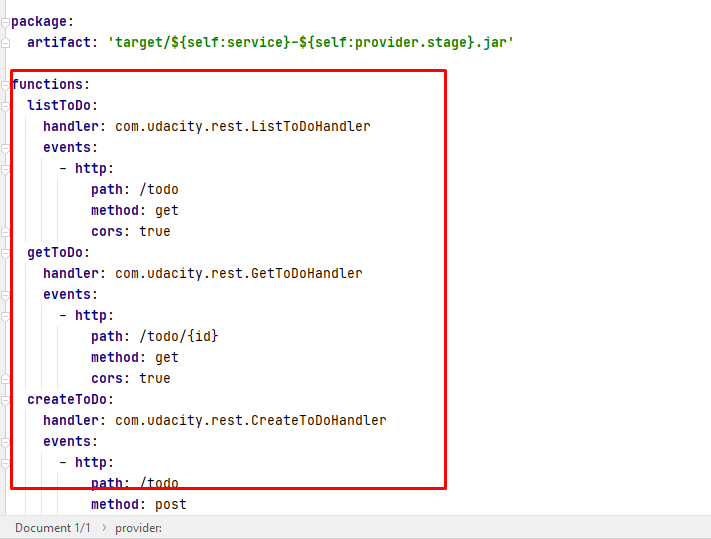 package:
  artifact: 'target/${self:service}-${self:provider.stage}.jar'
functions:
  listToDo:
    handler: com.udacity.rest.ListToDoHandler
    events:
      - http:
          path: /todo
          method: get
          cors: true
  getToDo:
    handler: com.udacity.rest.GetToDoHandler
    events:
      - http:
          path: /todo/{id}
          method: get
          cors: true
  createToDo:
    handler: com.udacity.rest.CreateToDoHandler
    events:
      - http:
          path: /todo
          method: post
Document 1/1 › provider: